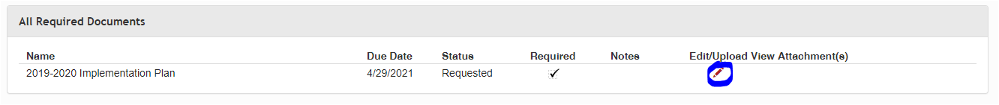 All Required Documents
Name Due Date Status Required Notes Edit/Upload View Attachment(s)
2019-2020 Implementation Plan 4/29/2021 Requested ✓